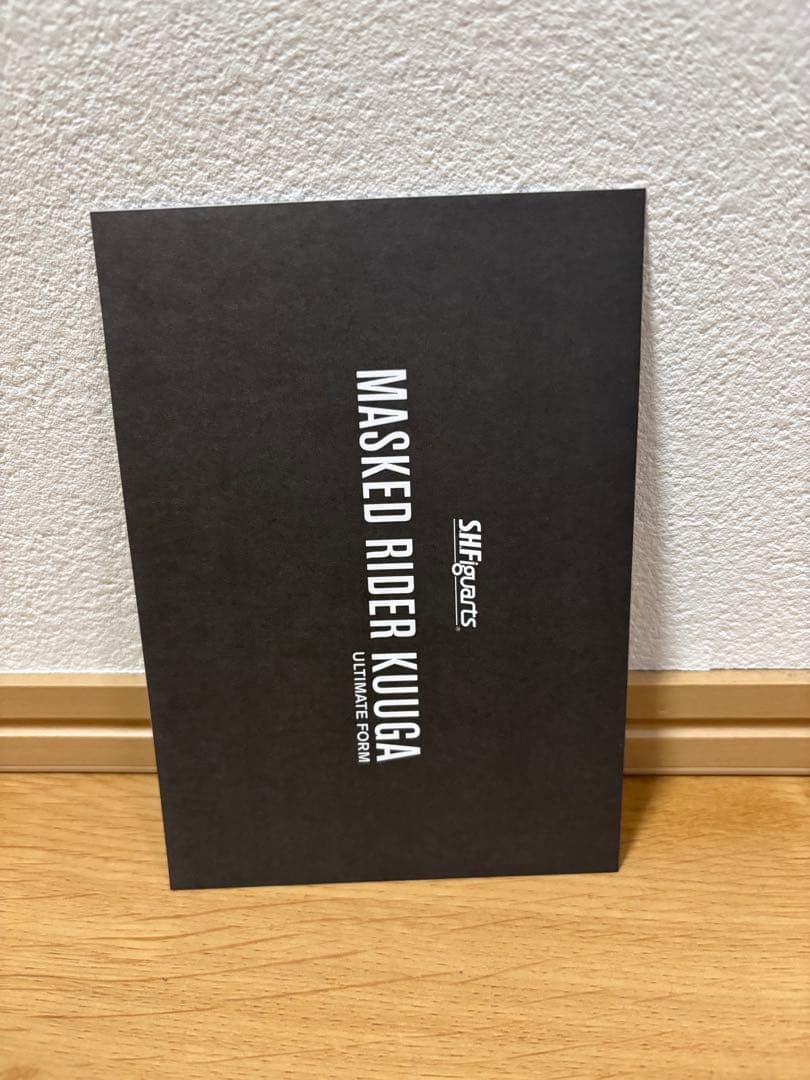 S.H.Figuarts
MASKED RIDER KUUGA
ULTIMATE FORM